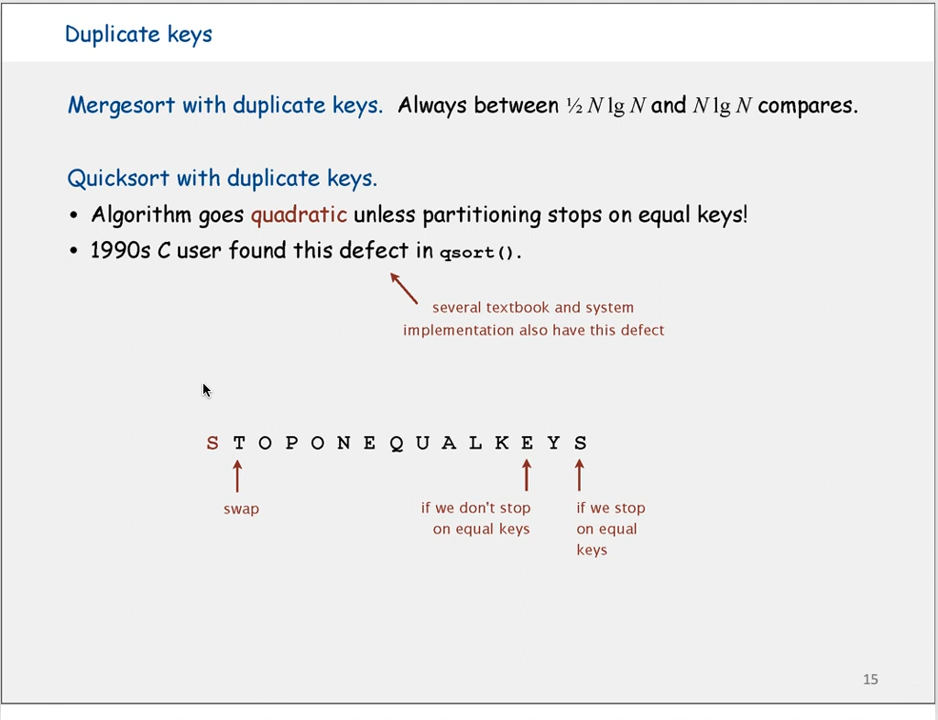 Duplicate keys
Mergesort with duplicate keys. Always between ½ N lg N and N lg N compares.
Quicksort with duplicate keys.
• Algorithm goes quadratic unless partitioning stops on equal keys!
• 1990s C user found this defect in qsort().
several textbook and system
implementation also have this defect
S T O P O N E Q U A L K E Y S
swap
if we don't stop
on equal keys
if we stop
on equal
keys
15